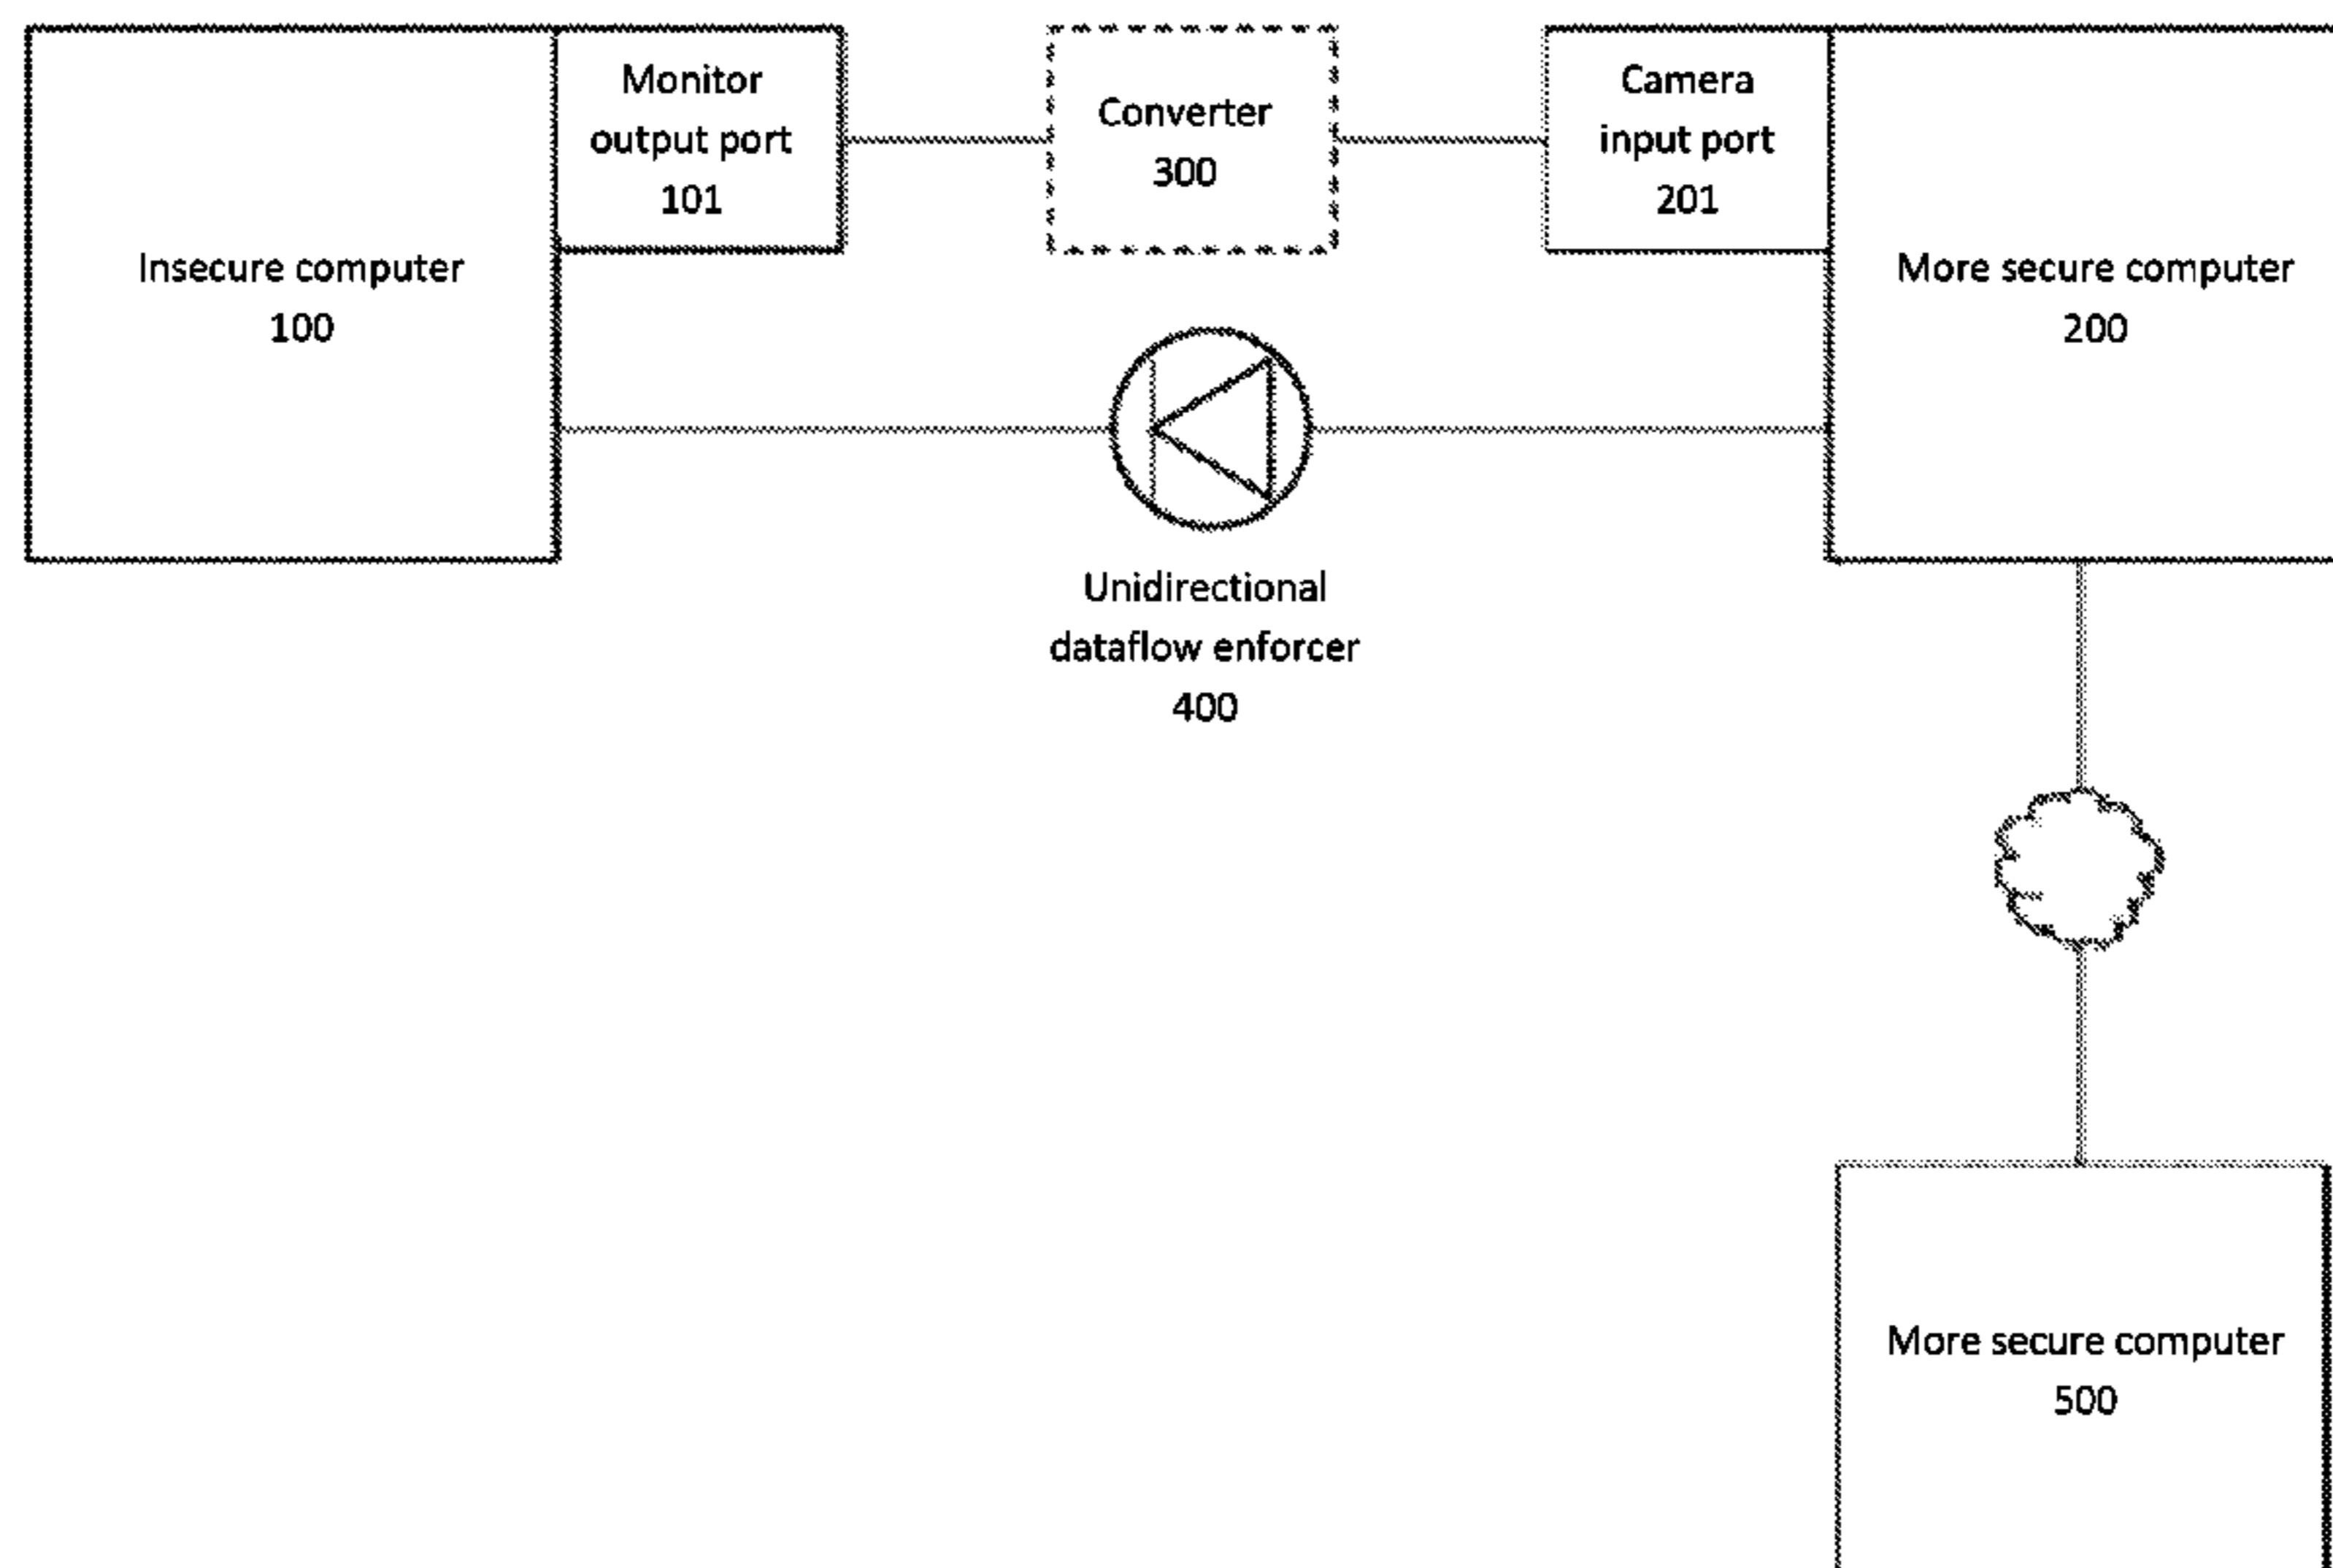 Monitor
output port
101
Converter
300
Camera
input port
201
Insecure computer
100
More secure computer
200
Unidirectional
dataflow enforcer
400
More secure computer
500